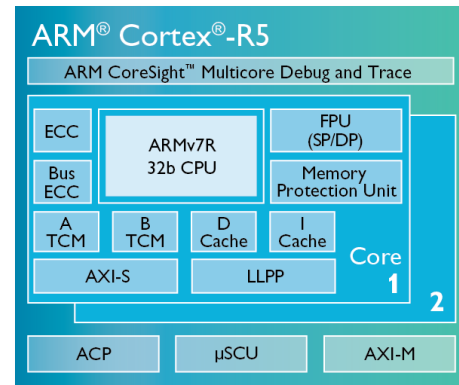 ARM® Cortex®-R5
ARM CoreSight™ Multicore Debug and Trace
ECC
ARMv7R
32b CPU
FPU
(SP/DP)
Bus
ECC
Memory
Protection Unit
A
TCM
B
TCM
D
Cache
I
Cache
Core
1
AXI-S
LLPP
2
ACP
µSCU
AXI-M